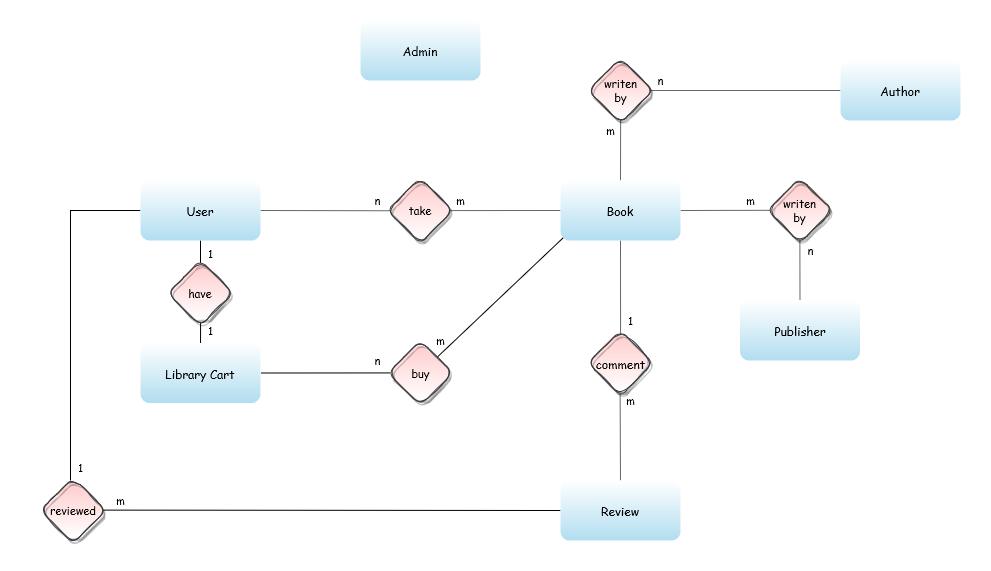 Admin
writen
by
n
Author
m
User
n
take
m
Book
m
writen
by
1
n
have
1
1
Publisher
m
n
buy
comment
Library Cart
m
1
reviewed
m
Review